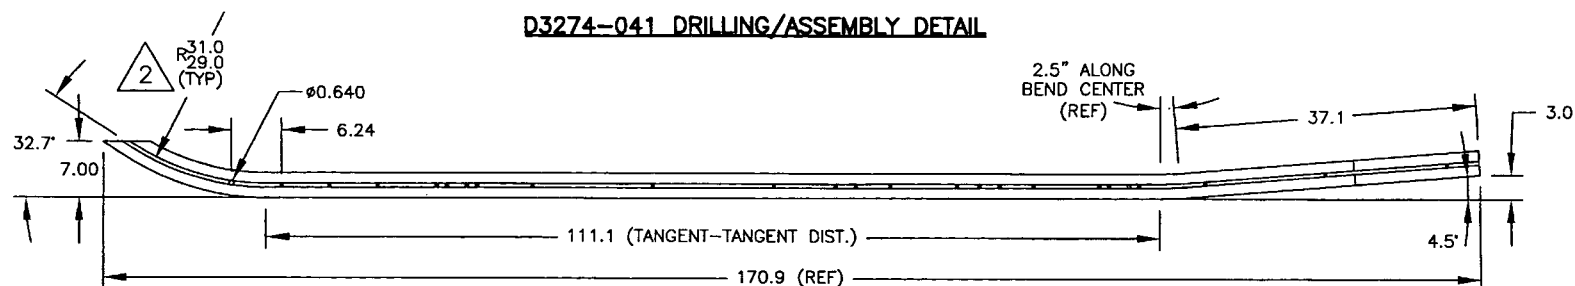 D3274-041 DRILLING/ASSEMBLY DETAIL
2
R31.0
29.0
(TYP)
ø0.640
2.5" ALONG
BEND CENTER
(REF)
37.1
3.0
6.24
32.7°
7.00
111.1 (TANGENT-TANGENT DIST.)
4.5°
170.9 (REF)